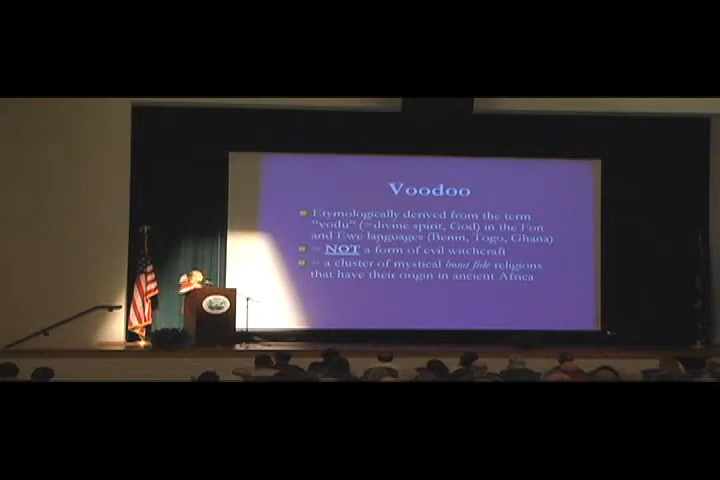 Voodoo
Etymologically derived from the term
"vodu" (=divine spirit, God) in the Fon
and Ewe languages (Benin, Togo, Ghana)
= NOT a form of evil witchcraft
= a cluster of mystical bona fide religions
that have their origin in ancient Africa